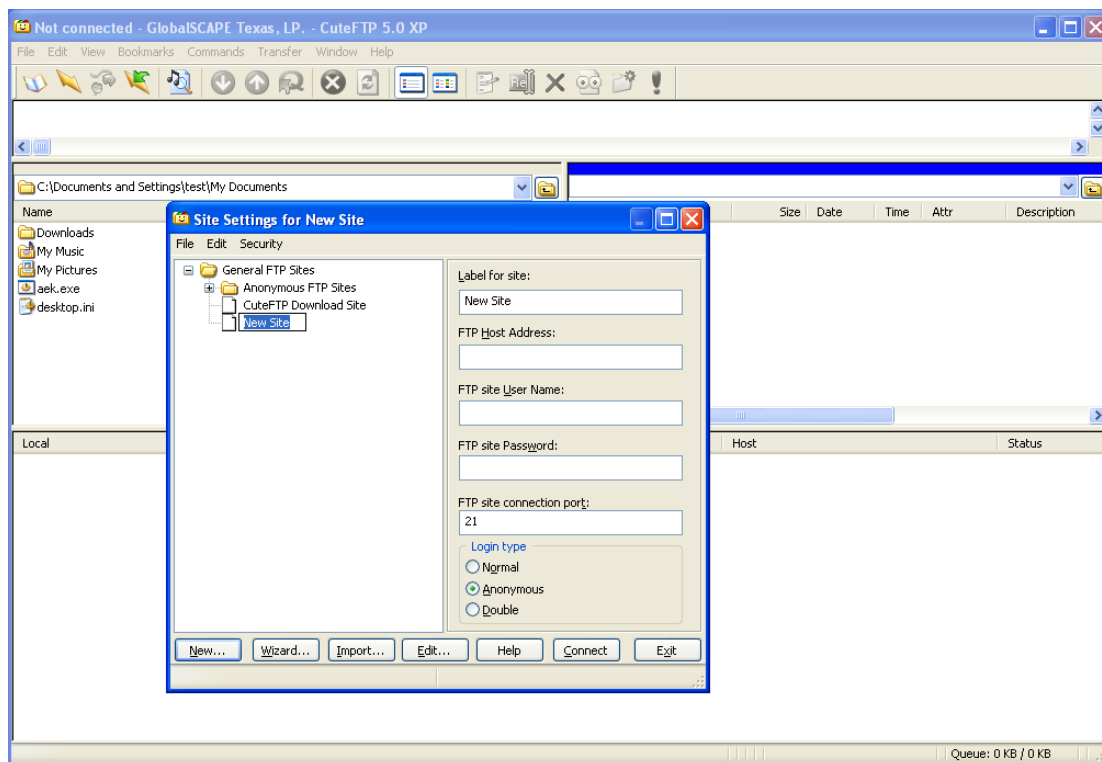 Not connected - GlobalSCAPE Texas, LP. - CuteFTP 5.0 XP
File Edit View Bookmarks Commands Transfer Window Help
C:\Documents and Settings\test\My Documents
Name
Size Date Time Attr Description
Downloads
My Music
My Pictures
aek.exe
desktop.ini
Site Settings for New Site
File Edit Security
General FTP Sites
Anonymous FTP Sites
CuteFTP Download Site
New Site
Label for site:
New Site
FTP Host Address:
FTP site User Name:
FTP site Password:
FTP site connection port:
21
Login type
Normal
Anonymous
Double
New... Wizard... Import... Edit... Help Connect Exit
Local Host Status
Queue: 0 KB / 0 KB